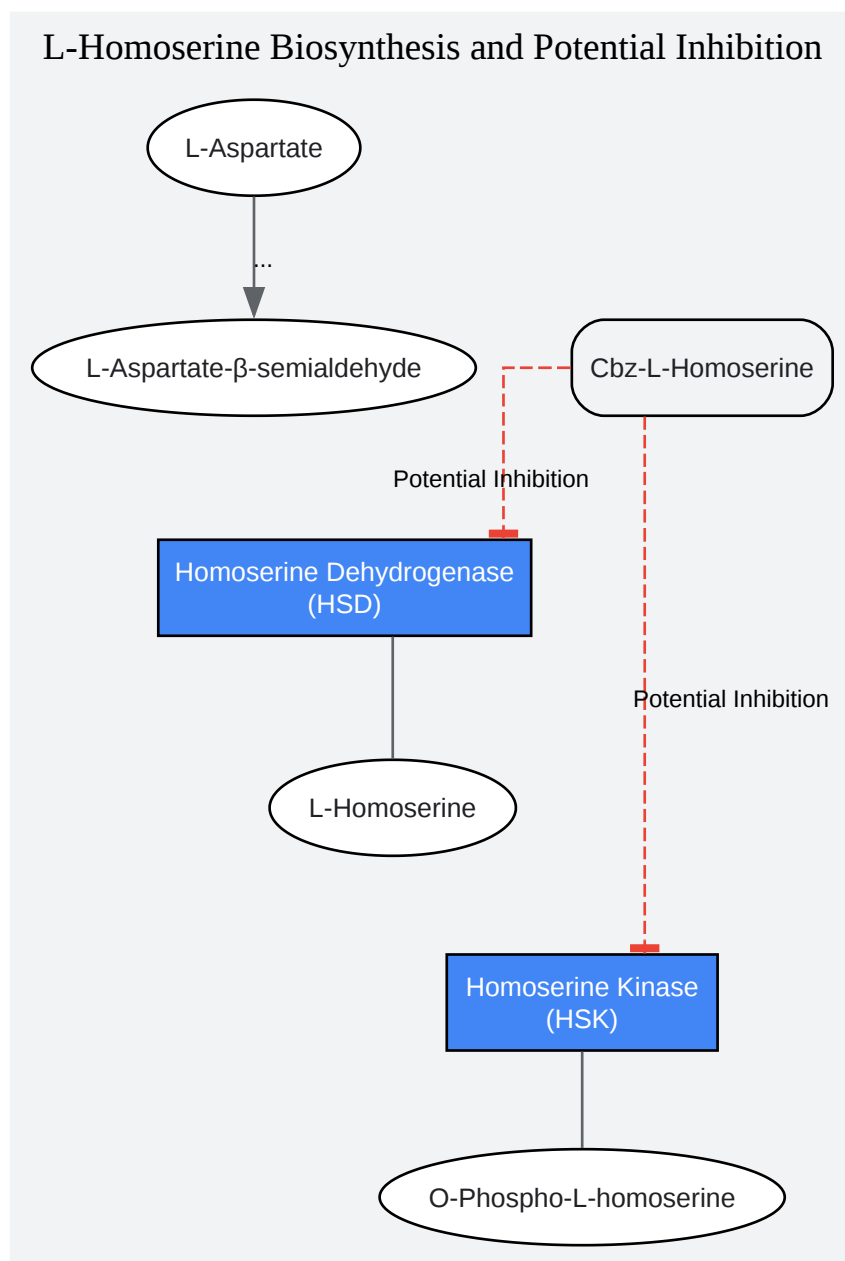 L-Homoserine Biosynthesis and Potential Inhibition
L-Aspartate
...
L-Aspartate-β-semialdehyde
Cbz-L-Homoserine
Potential Inhibition
Homoserine Dehydrogenase
(HSD)
Potential Inhibition
L-Homoserine
Homoserine Kinase
(HSK)
O-Phospho-L-homoserine